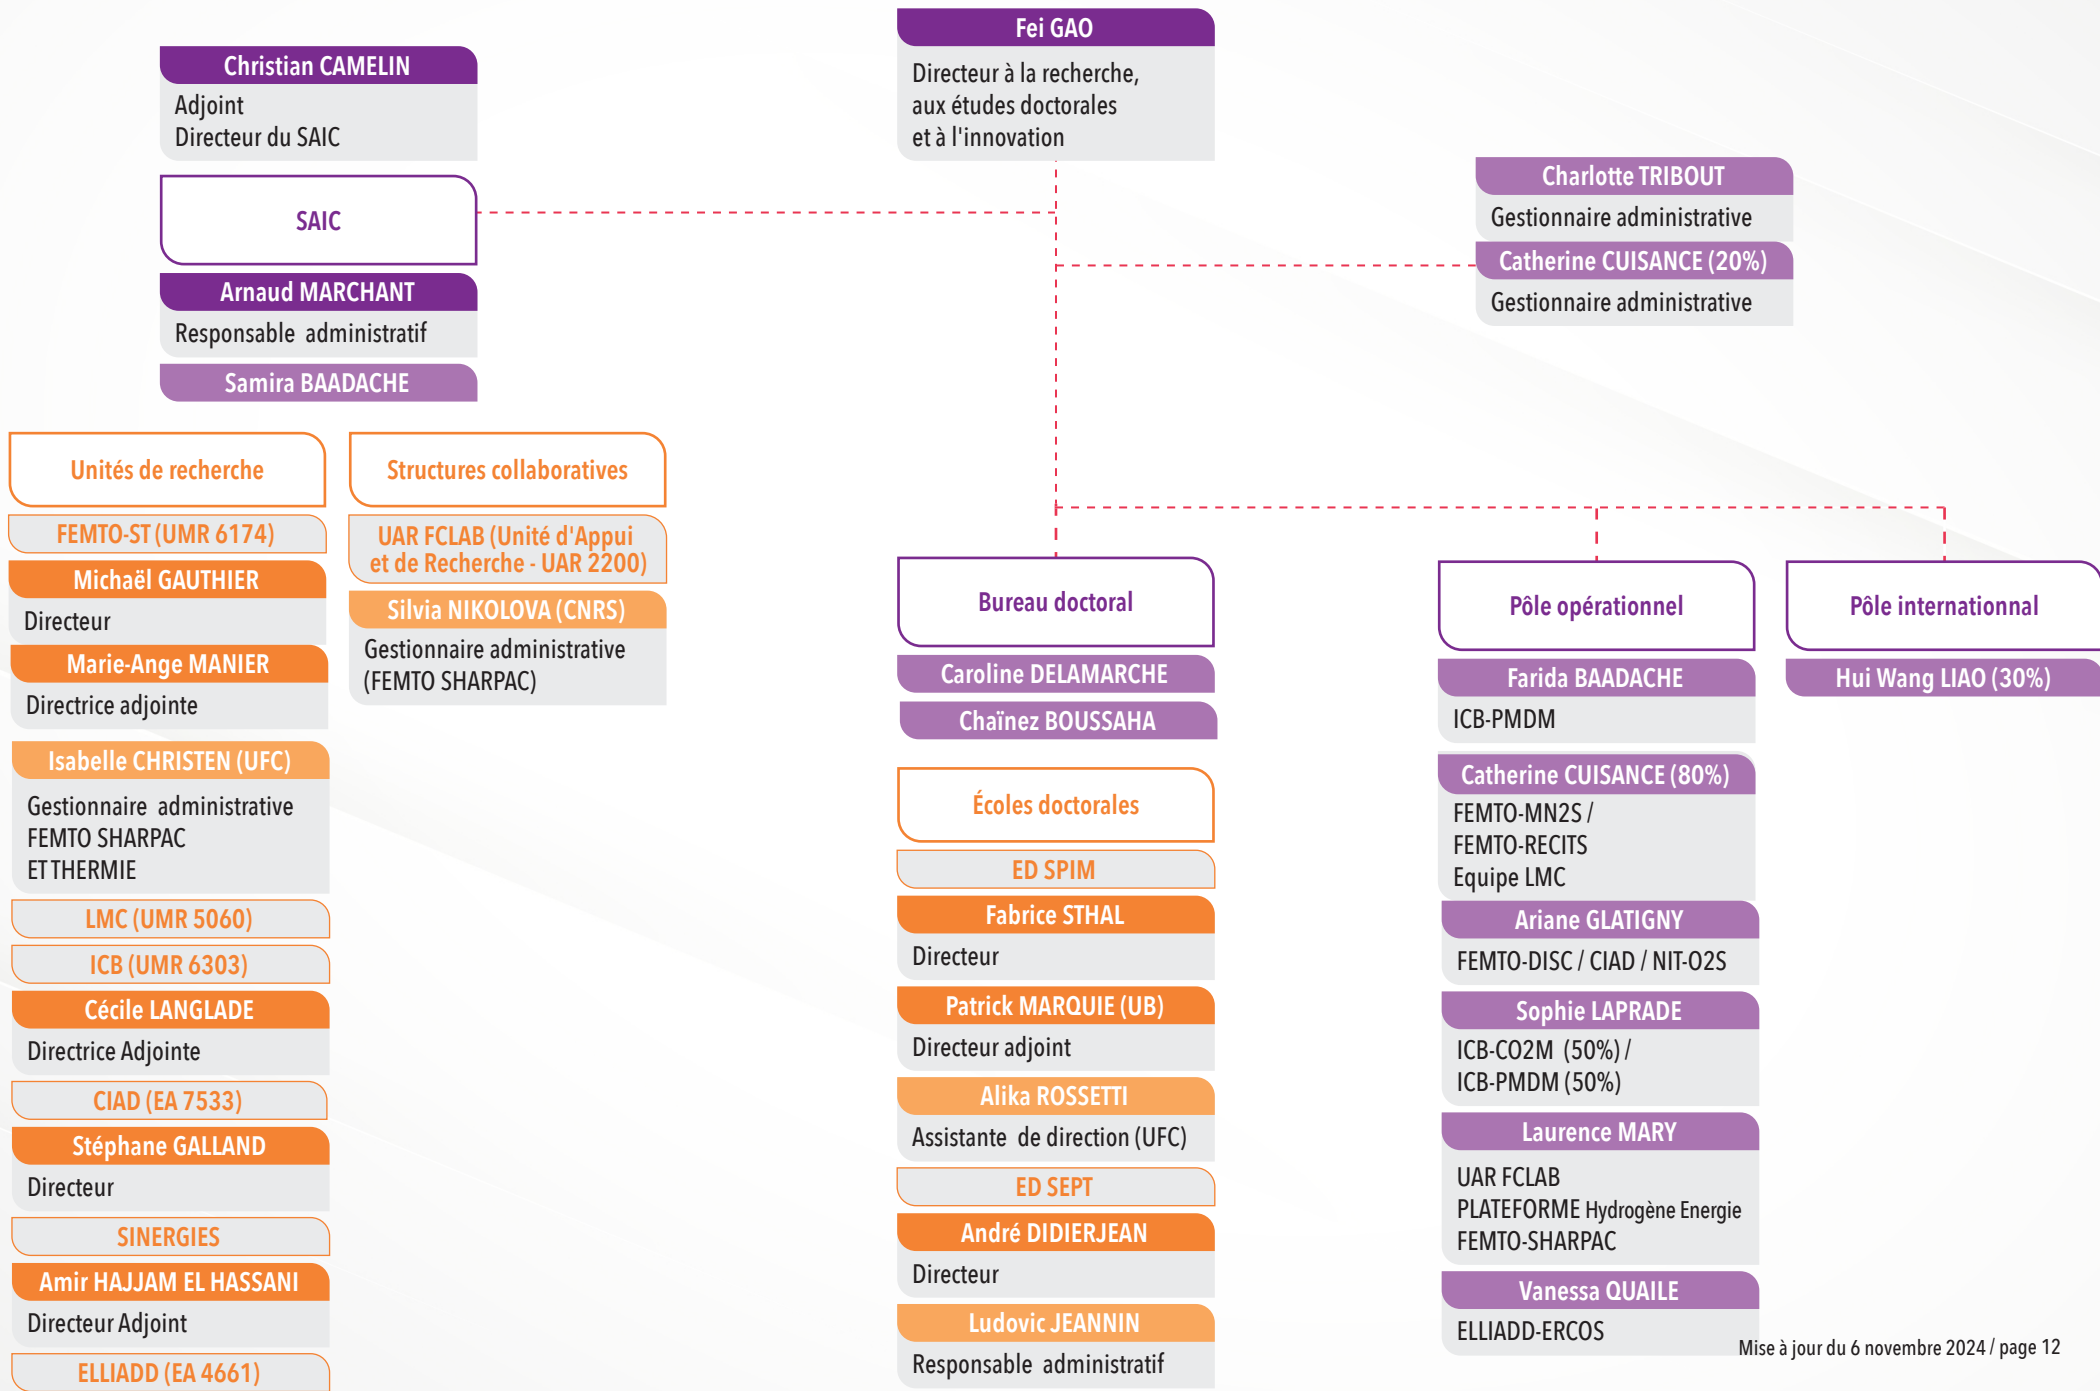 Fei GAO
Directeur à la recherche,
aux études doctorales
et à l'innovation
Christian CAMELIN
Adjoint
Directeur du SAIC
SAIC
Arnaud MARCHANT
Responsable administratif
Samira BAADACHE
Charlotte TRIBOUT
Gestionnaire administrative
Catherine CUISANCE (20%)
Gestionnaire administrative
Unités de recherche
FEMTO-ST (UMR 6174)
Michaël GAUTHIER
Directeur
Marie-Ange MANIER
Directrice adjointe
Isabelle CHRISTEN (UFC)
Gestionnaire administrative
FEMTO SHARPAC
ET THERMIE
LMC (UMR 5060)
ICB (UMR 6303)
Cécile LANGLADE
Directrice Adjointe
CIAD (EA 7533)
Stéphane GALLAND
Directeur
SINERGIES
Amir HAJJAM EL HASSANI
Directeur Adjoint
ELLIADD (EA 4661)
Structures collaboratives
UAR FCLAB (Unité d'Appui
et de Recherche - UAR 2200)
Silvia NIKOLOVA (CNRS)
Gestionnaire administrative
(FEMTO SHARPAC)
Bureau doctoral
Caroline DELAMARCHE
Chaïnez BOUSSAHA
Écoles doctorales
ED SPIM
Fabrice STHAL
Directeur
Patrick MARQUIE (UB)
Directeur adjoint
Alika ROSSETTI
Assistante de direction (UFC)
ED SEPT
André DIDIERJEAN
Directeur
Ludovic JEANNIN
Responsable administratif
Pôle opérationnel
Farida BAADACHE
ICB-PMDM
Catherine CUISANCE (80%)
FEMTO-MN2S /
FEMTO-RECITS
Equipe LMC
Ariane GLATIGNY
FEMTO-DISC / CIAD / NIT-O2S
Sophie LAPRADE
ICB-CO2M (50%) /
ICB-PMDM (50%)
Laurence MARY
UAR FCLAB
PLATEFORME Hydrogène Energie
FEMTO-SHARPAC
Vanessa QUAILE
ELLIADD-ERCOS
Pôle internationnal
Hui Wang LIAO (30%)
Mise à jour du 6 novembre 2024 / page 12